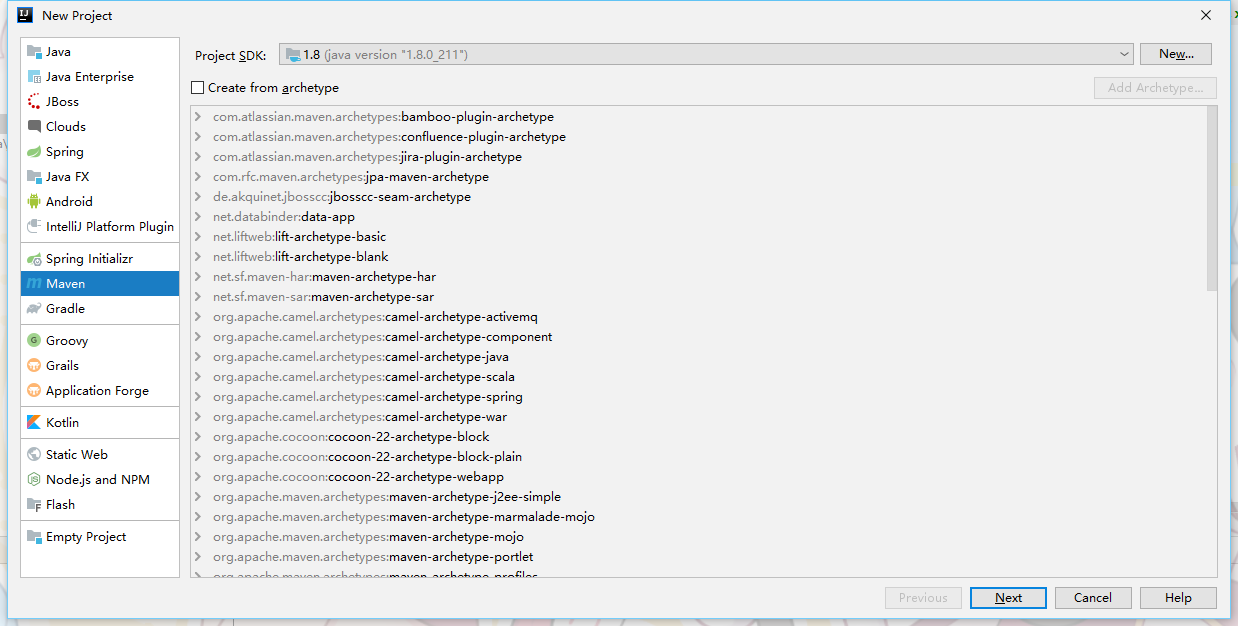 New Project
Java
Java Enterprise
JBoss
Clouds
Spring
Java FX
Android
IntelliJ Platform Plugin
Spring Initializr
Maven
Gradle
Groovy
Grails
Application Forge
Kotlin
Static Web
Node.js and NPM
Flash
Empty Project
Project SDK: 1.8 (java version "1.8.0_211") New...
Create from archetype Add Archetype...
com.atlassian.maven.archetypes:bamboo-plugin-archetype
com.atlassian.maven.archetypes:confluence-plugin-archetype
com.atlassian.maven.archetypes:jira-plugin-archetype
com.rfc.maven.archetypes:jpa-maven-archetype
de.akquinet.jbosscc:jbosscc-seam-archetype
net.databinder:data-app
net.liftweb:lift-archetype-basic
net.liftweb:lift-archetype-blank
net.sf.maven-har:maven-archetype-har
net.sf.maven-sar:maven-archetype-sar
org.apache.camel.archetypes:camel-archetype-activemq
org.apache.camel.archetypes:camel-archetype-component
org.apache.camel.archetypes:camel-archetype-java
org.apache.camel.archetypes:camel-archetype-scala
org.apache.camel.archetypes:camel-archetype-spring
org.apache.camel.archetypes:camel-archetype-war
org.apache.cocoon:cocoon-22-archetype-block
org.apache.cocoon:cocoon-22-archetype-block-plain
org.apache.cocoon:cocoon-22-archetype-webapp
org.apache.maven.archetypes:maven-archetype-j2ee-simple
org.apache.maven.archetypes:maven-archetype-marmalade-mojo
org.apache.maven.archetypes:maven-archetype-mojo
org.apache.maven.archetypes:maven-archetype-portlet
org.apache.maven.archetypes:maven-archetype-profiles
Previous Next Cancel Help